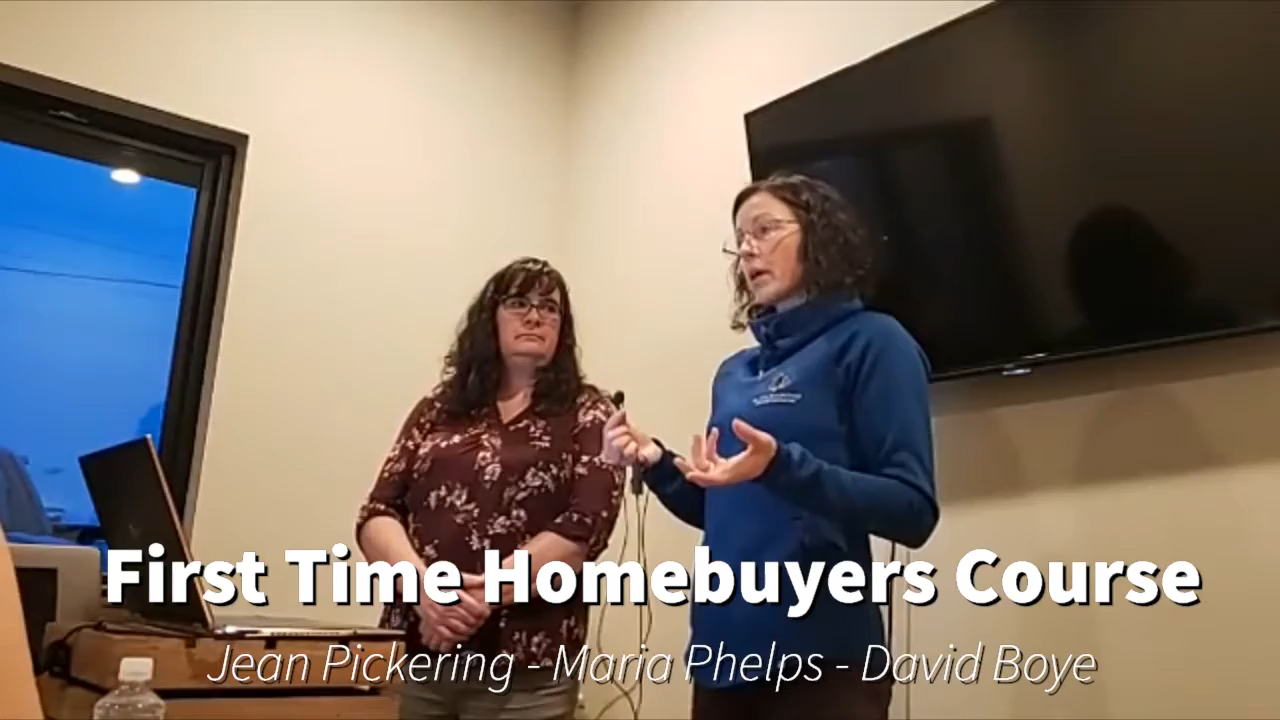 First Time Homebuyers Course
Jean Pickering - Maria Phelps - David Boye